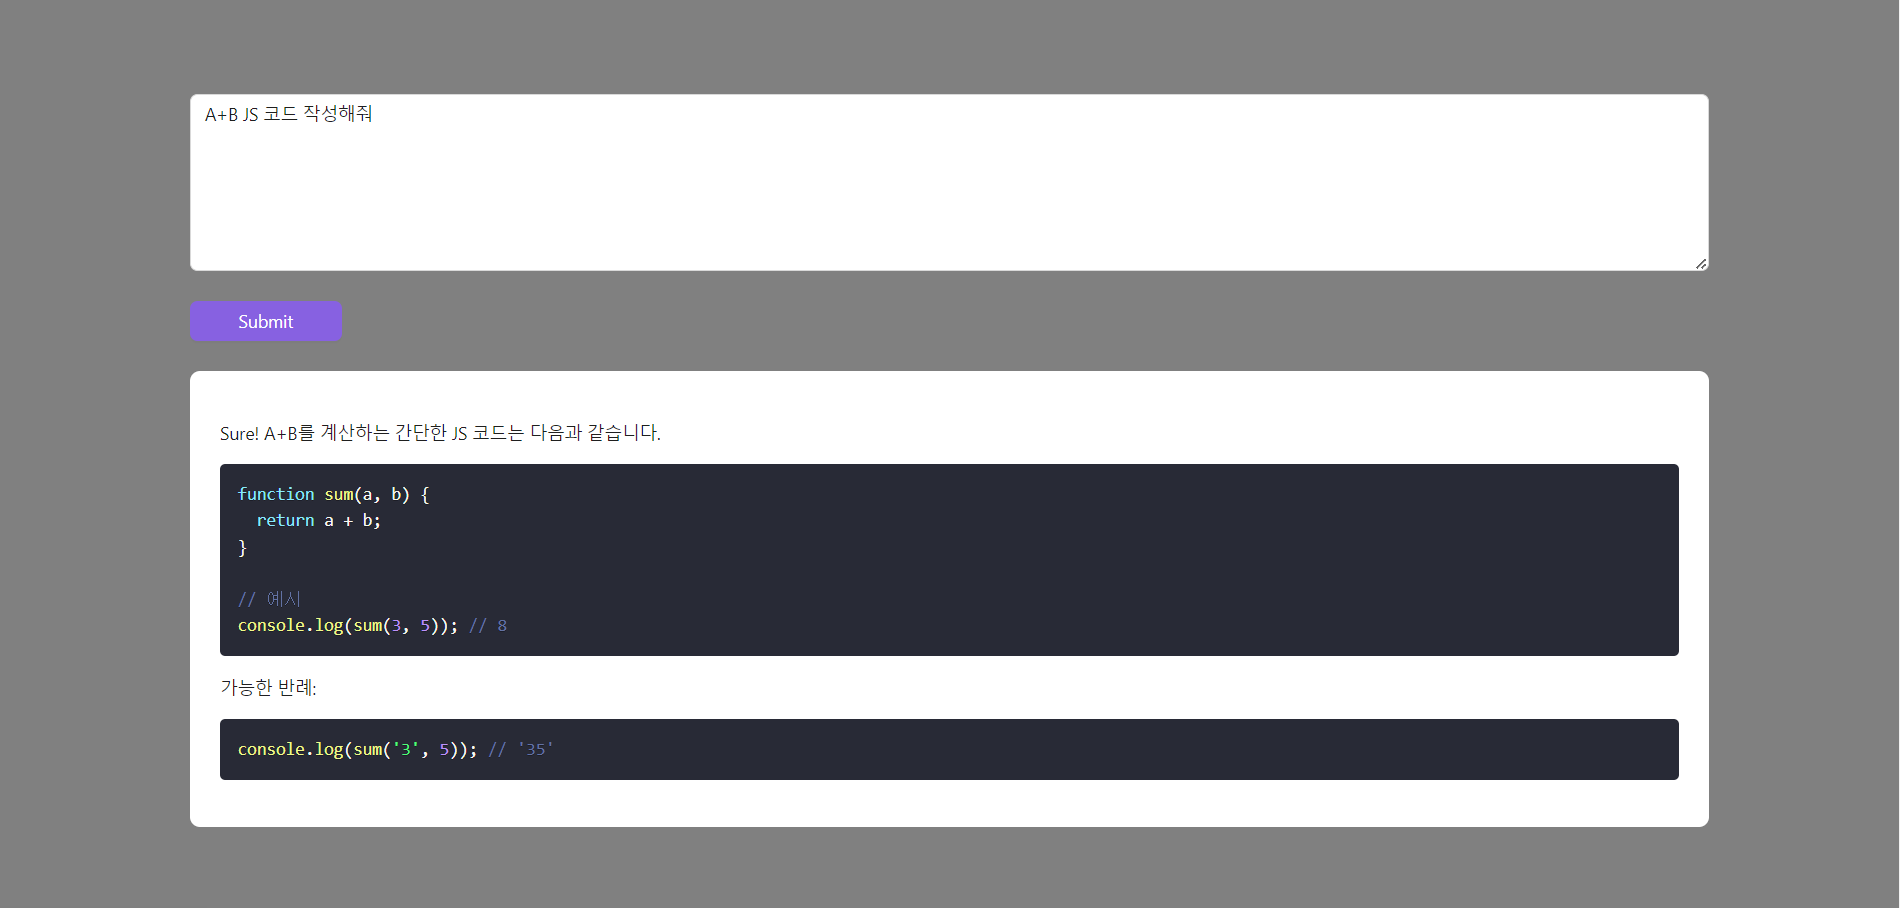 A+B JS 코드 작성해줘
Submit
Sure! A+B를 계산하는 간단한 JS 코드는 다음과 같습니다.
function sum(a, b) {
  return a + b;
}
// 예시
console.log(sum(3, 5)); // 8
가능한 반례:
console.log(sum('3', 5)); // '35'